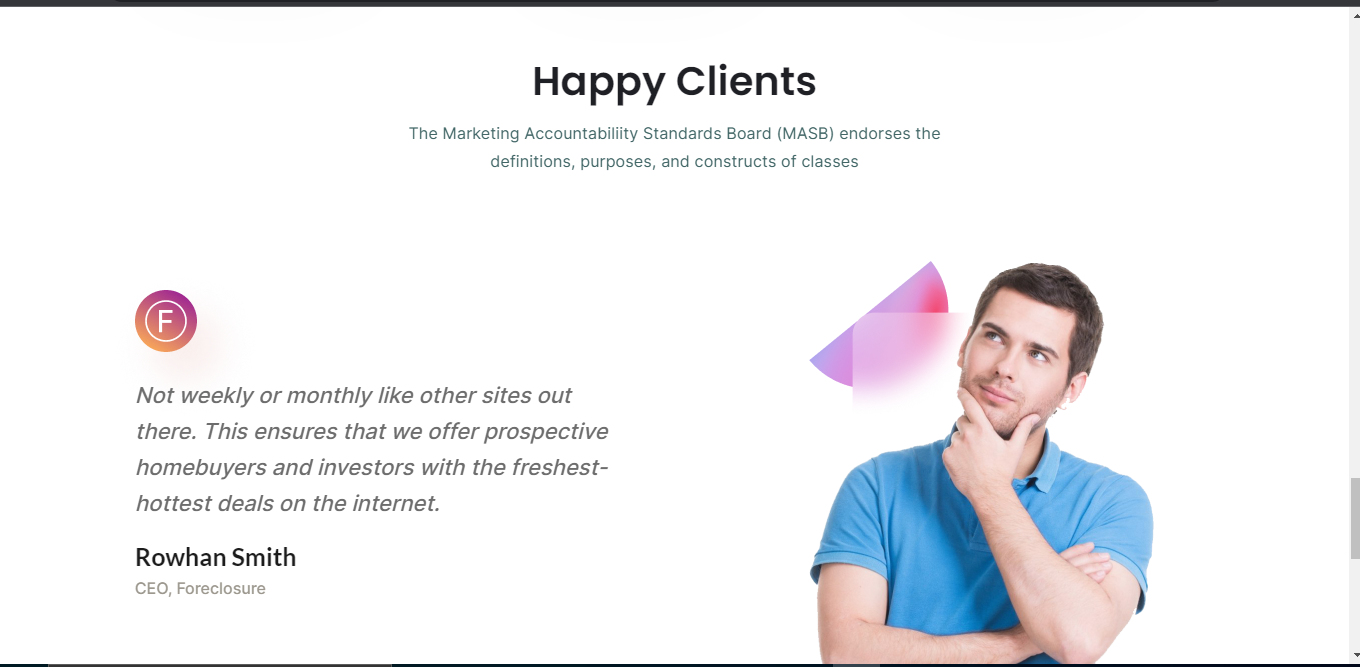 Happy Clients
The Marketing Accountabiliity Standards Board (MASB) endorses the
definitions, purposes, and constructs of classes
F
Not weekly or monthly like other sites out
there. This ensures that we offer prospective
homebuyers and investors with the freshest-
hottest deals on the internet.
Rowhan Smith
CEO, Foreclosure